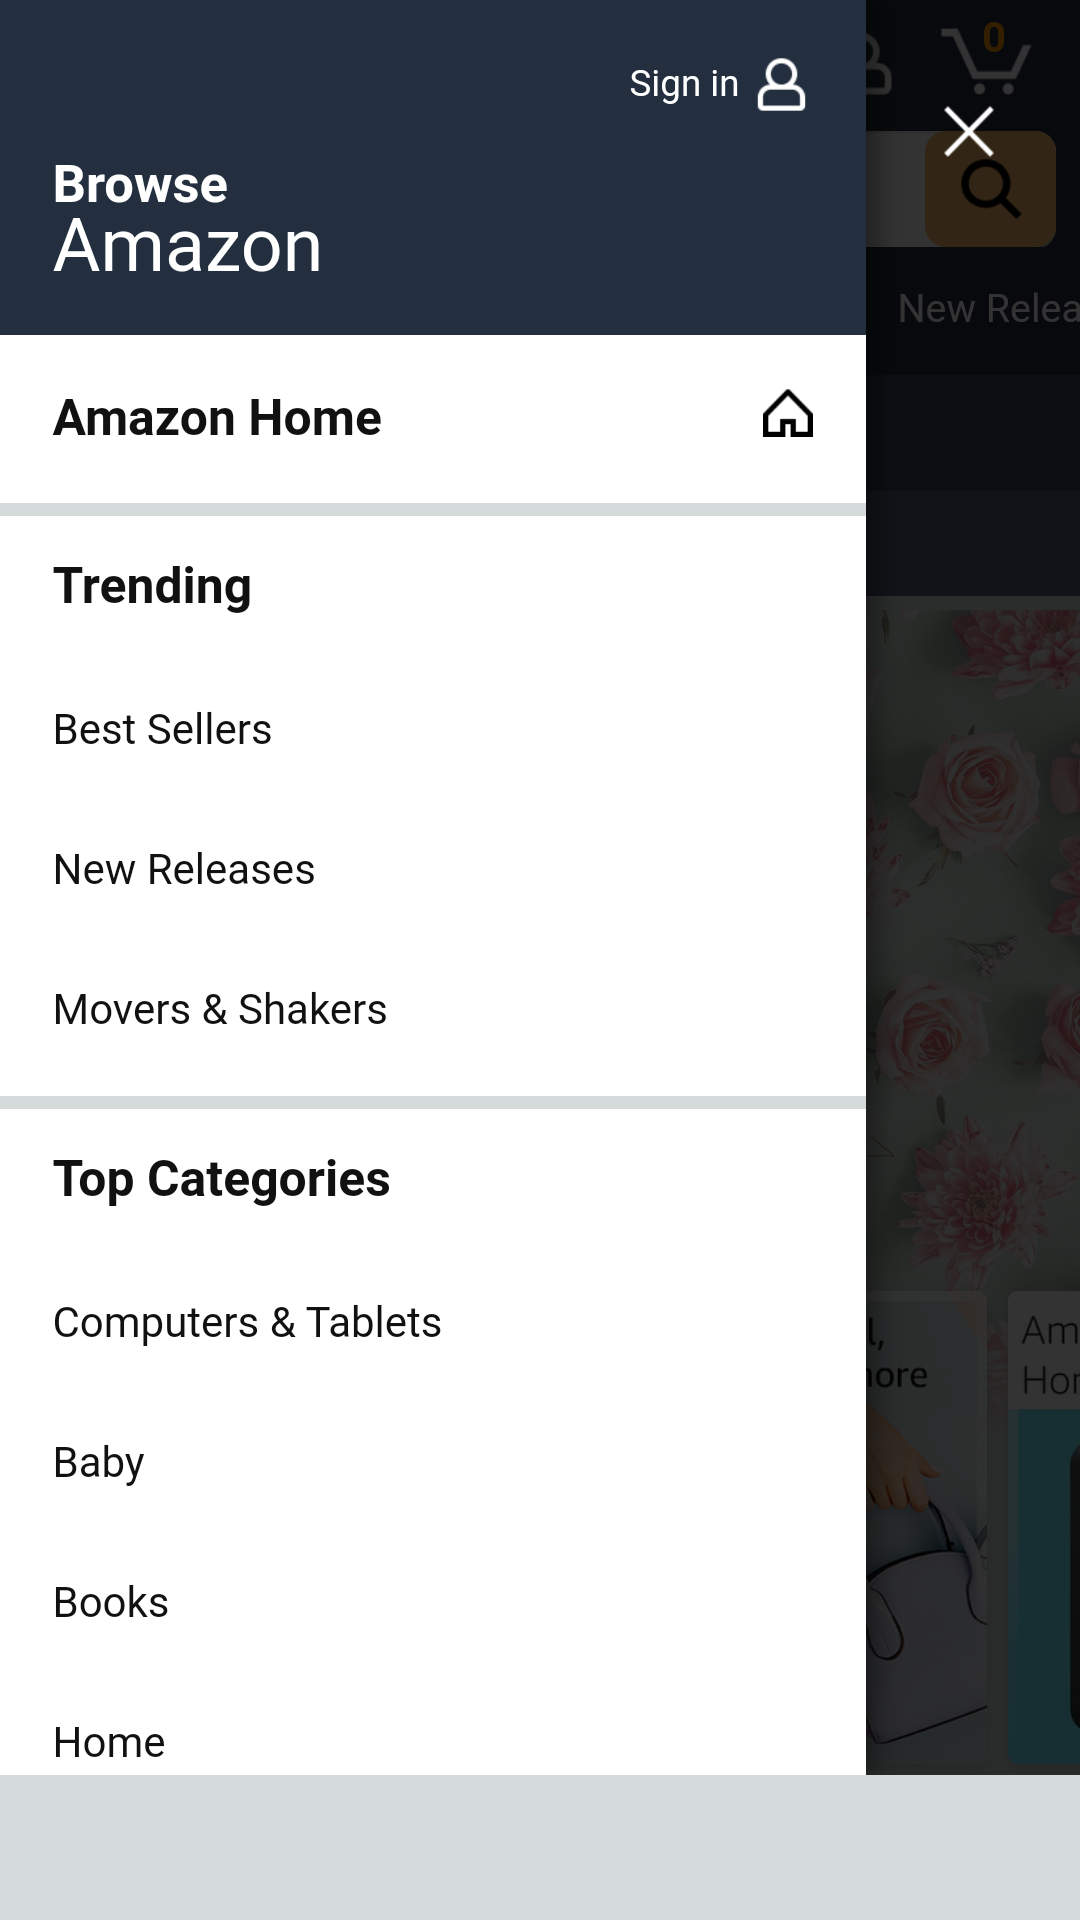 Sign in
0
Browse
Amazon
New Relea
Amazon Home
Trending
Best Sellers
New Releases
Movers & Shakers
Top Categories
Computers & Tablets
l,
ore
Am
Hor
Baby
Books
Home